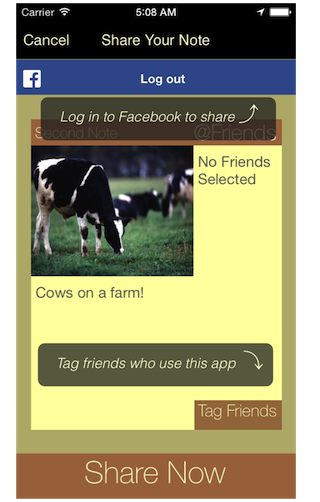 Carrier 5:08 AM
Cancel Share Your Note
f Log out
Log in to Facebook to share
Second Note @Friends
No Friends
Selected
Cows on a farm!
Tag friends who use this app
Tag Friends
Share Now